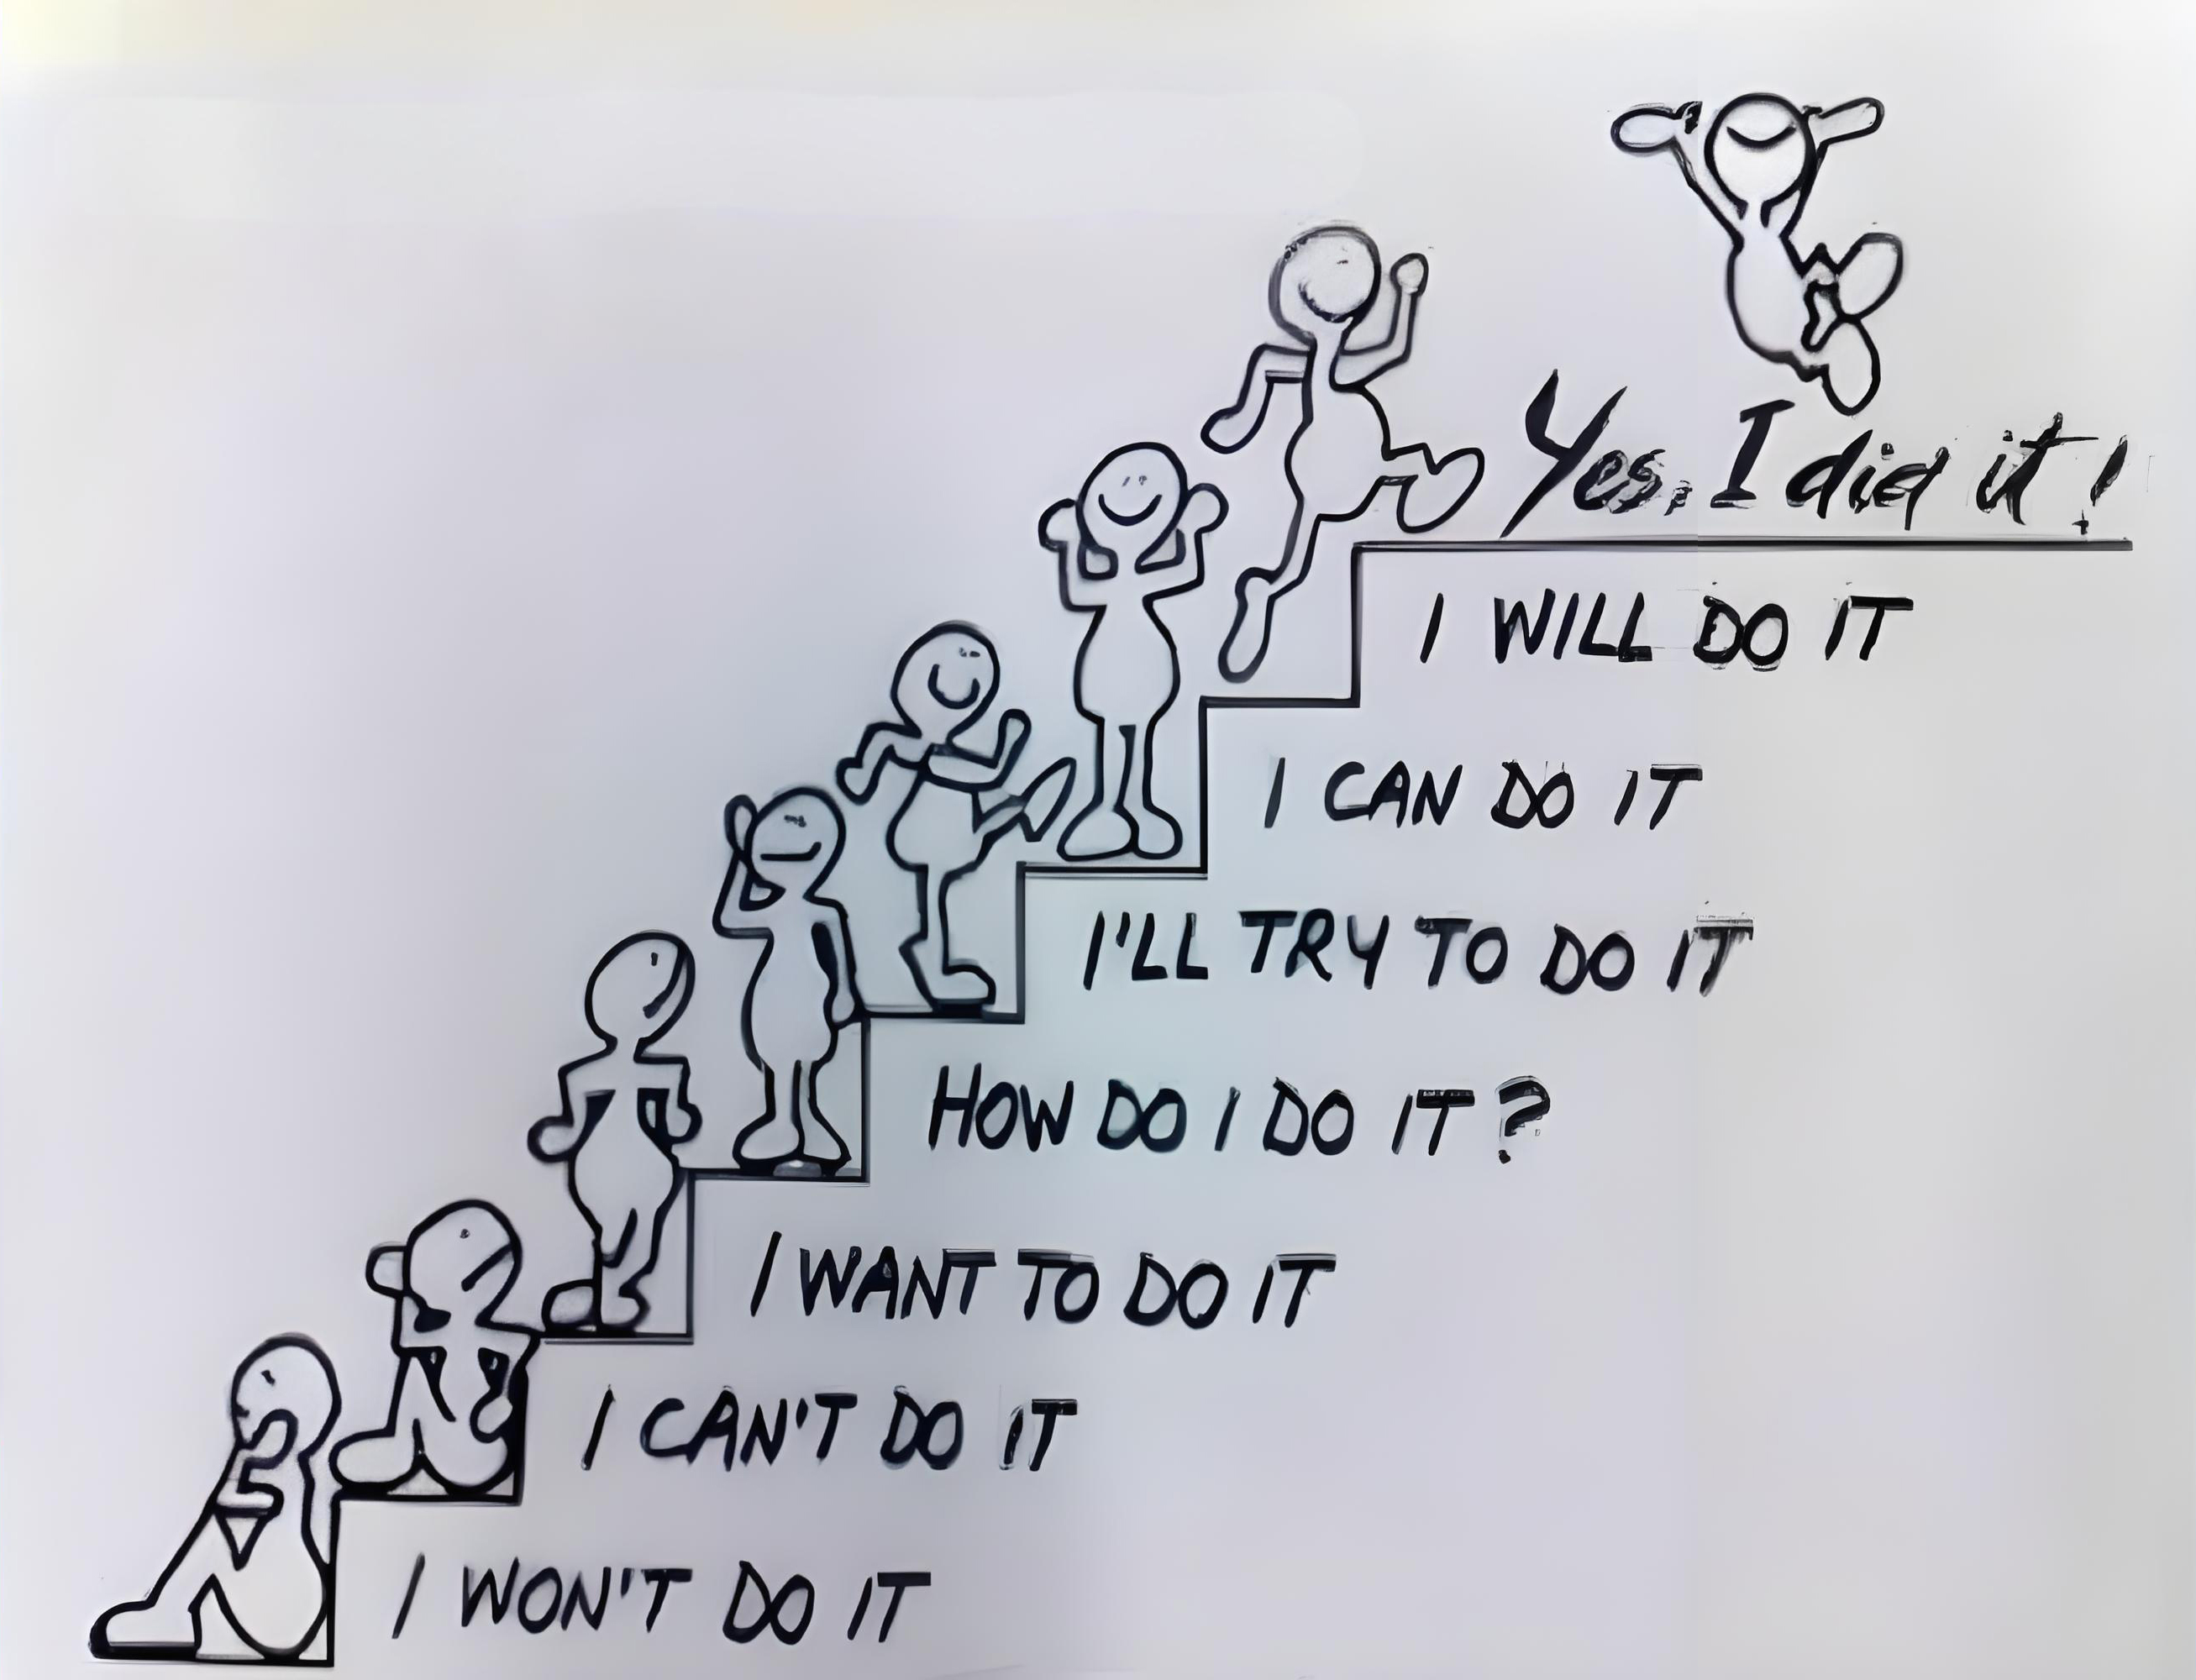 Yes, I did it!
I WILL DO IT
I CAN DO IT
I'LL TRY TO DO IT
HOW DO I DO IT?
I WANT TO DO IT
I CAN'T DO IT
I WON'T DO IT